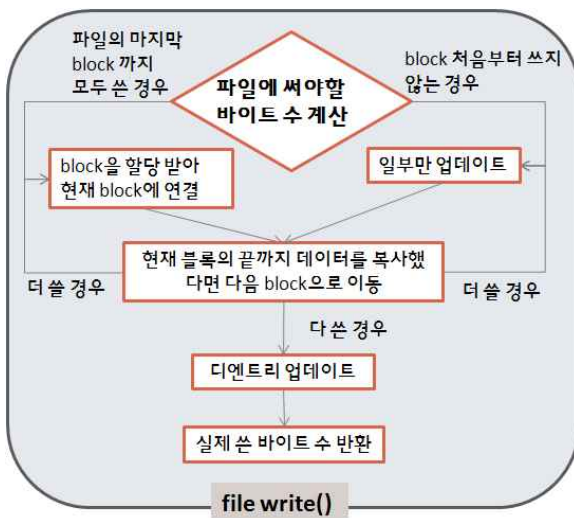 파일의 마지막
block 까지
모두 쓴 경우
파일에 써야할
바이트 수 계산
block 처음부터 쓰지
않는 경우
block을 할당 받아
현재 block에 연결
일부만 업데이트
현재 블록의 끝까지 데이터를 복사했
다면 다음 block으로 이동
더 쓸 경우
더 쓸 경우
다 쓴 경우
디엔트리 업데이트
실제 쓴 바이트 수 반환
file write()